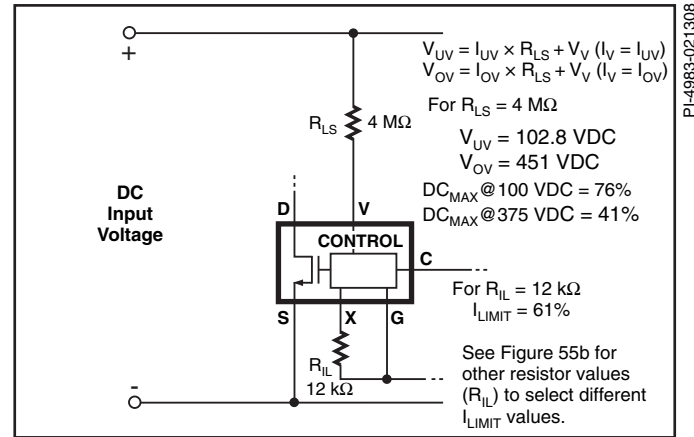 +
R_LS
4 MΩ
V_UV = I_UV × R_LS + V_V (I_V = I_UV)
V_OV = I_OV × R_LS + V_V (I_V = I_OV)
For R_LS = 4 MΩ
V_UV = 102.8 VDC
V_OV = 451 VDC
DC_MAX@100 VDC = 76%
DC_MAX@375 VDC = 41%
DC
Input
Voltage
D
V
CONTROL
C
S
X
G
For R_IL = 12 kΩ
I_LIMIT = 61%
R_IL
12 kΩ
See Figure 55b for
other resistor values
(R_IL) to select different
I_LIMIT values.
-
PI-4983-021308